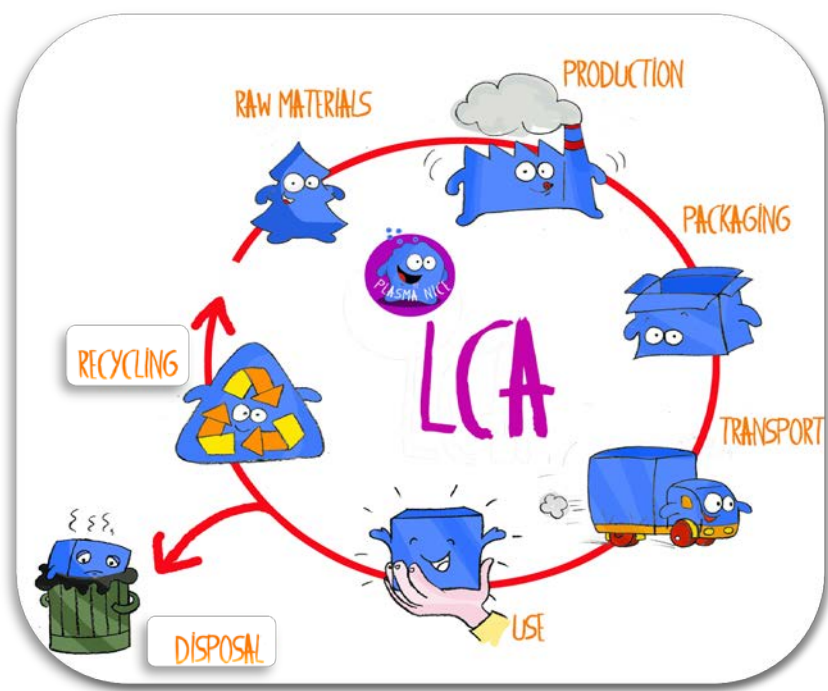 PRODUCTION
RAW MATERIALS
PACKAGING
PLASMA NICE
LCA
RECYCLING
TRANSPORT
USE
DISPOSAL